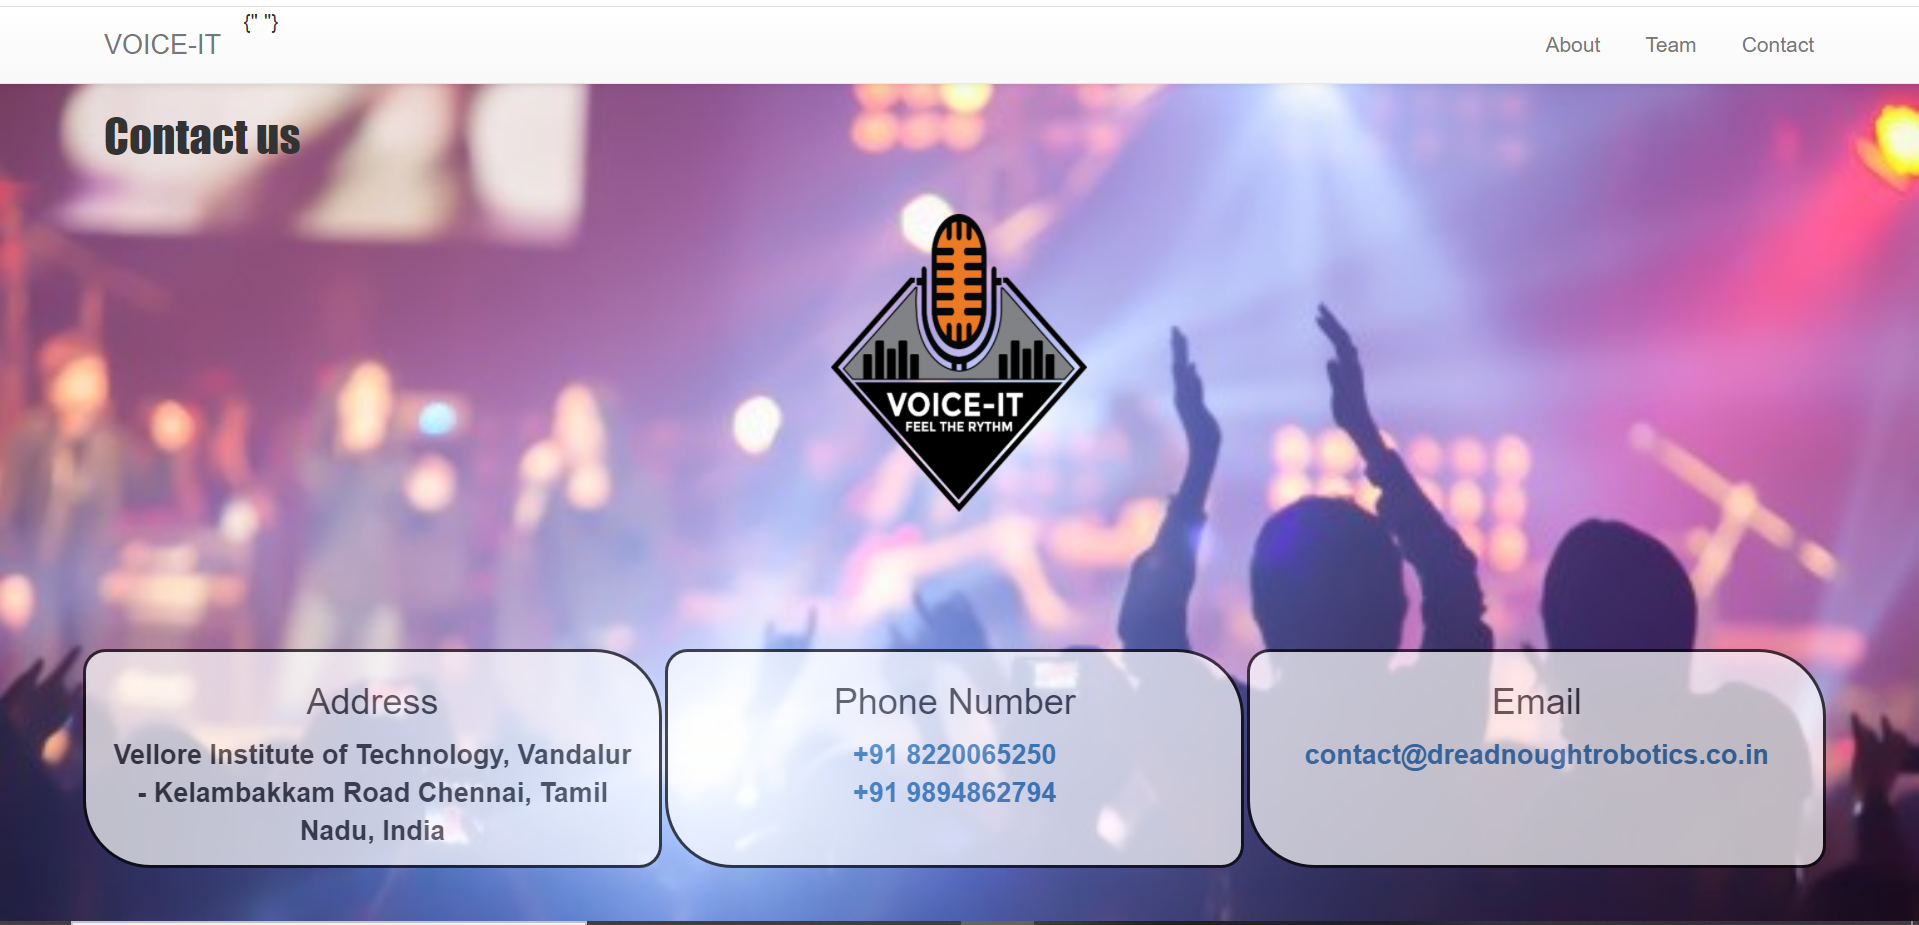 VOICE-IT
{" "}
About
Team
Contact
Contact us
VOICE-IT
FEEL THE RYTHM
Address
Vellore Institute of Technology, Vandalur
- Kelambakkam Road Chennai, Tamil
Nadu, India
Phone Number
+91 8220065250
+91 9894862794
Email
contact@dreadnoughtrobotics.co.in